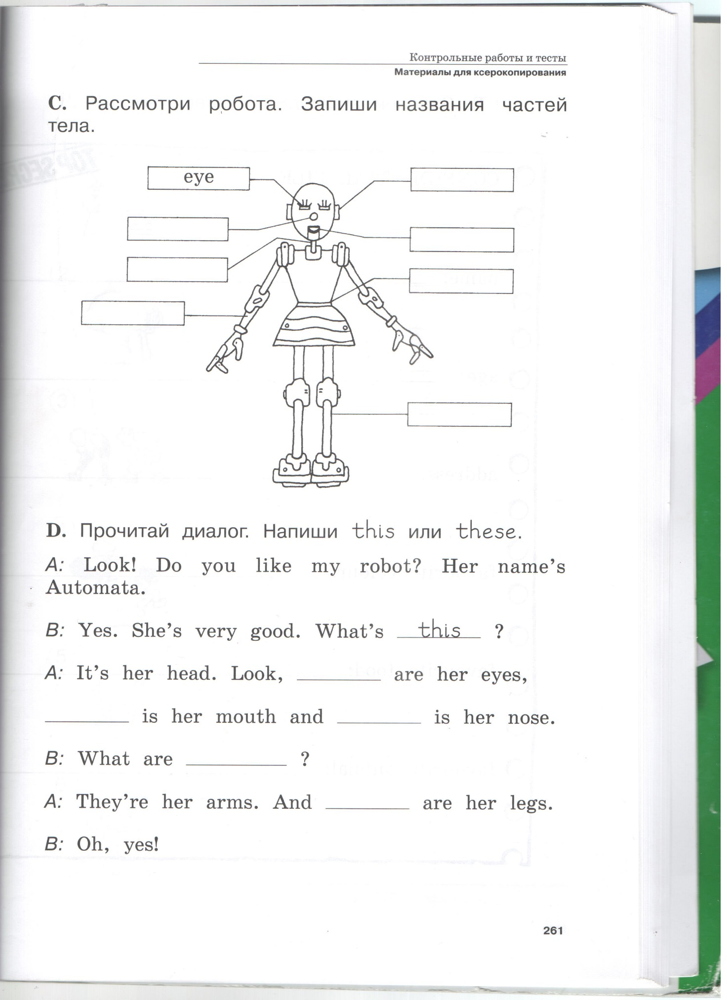 Контрольные работы и тесты
Материалы для ксерокопирования
C. Рассмотри робота. Запиши названия частей
тела.
eye
D. Прочитай диалог. Напиши this или these.
A: Look! Do you like my robot? Her name's
Automata.
B: Yes. She's very good. What's this ?
A: It's her head. Look, ________ are her eyes,
________ is her mouth and ________ is her nose.
B: What are ________ ?
A: They're her arms. And ________ are her legs.
B: Oh, yes!
261